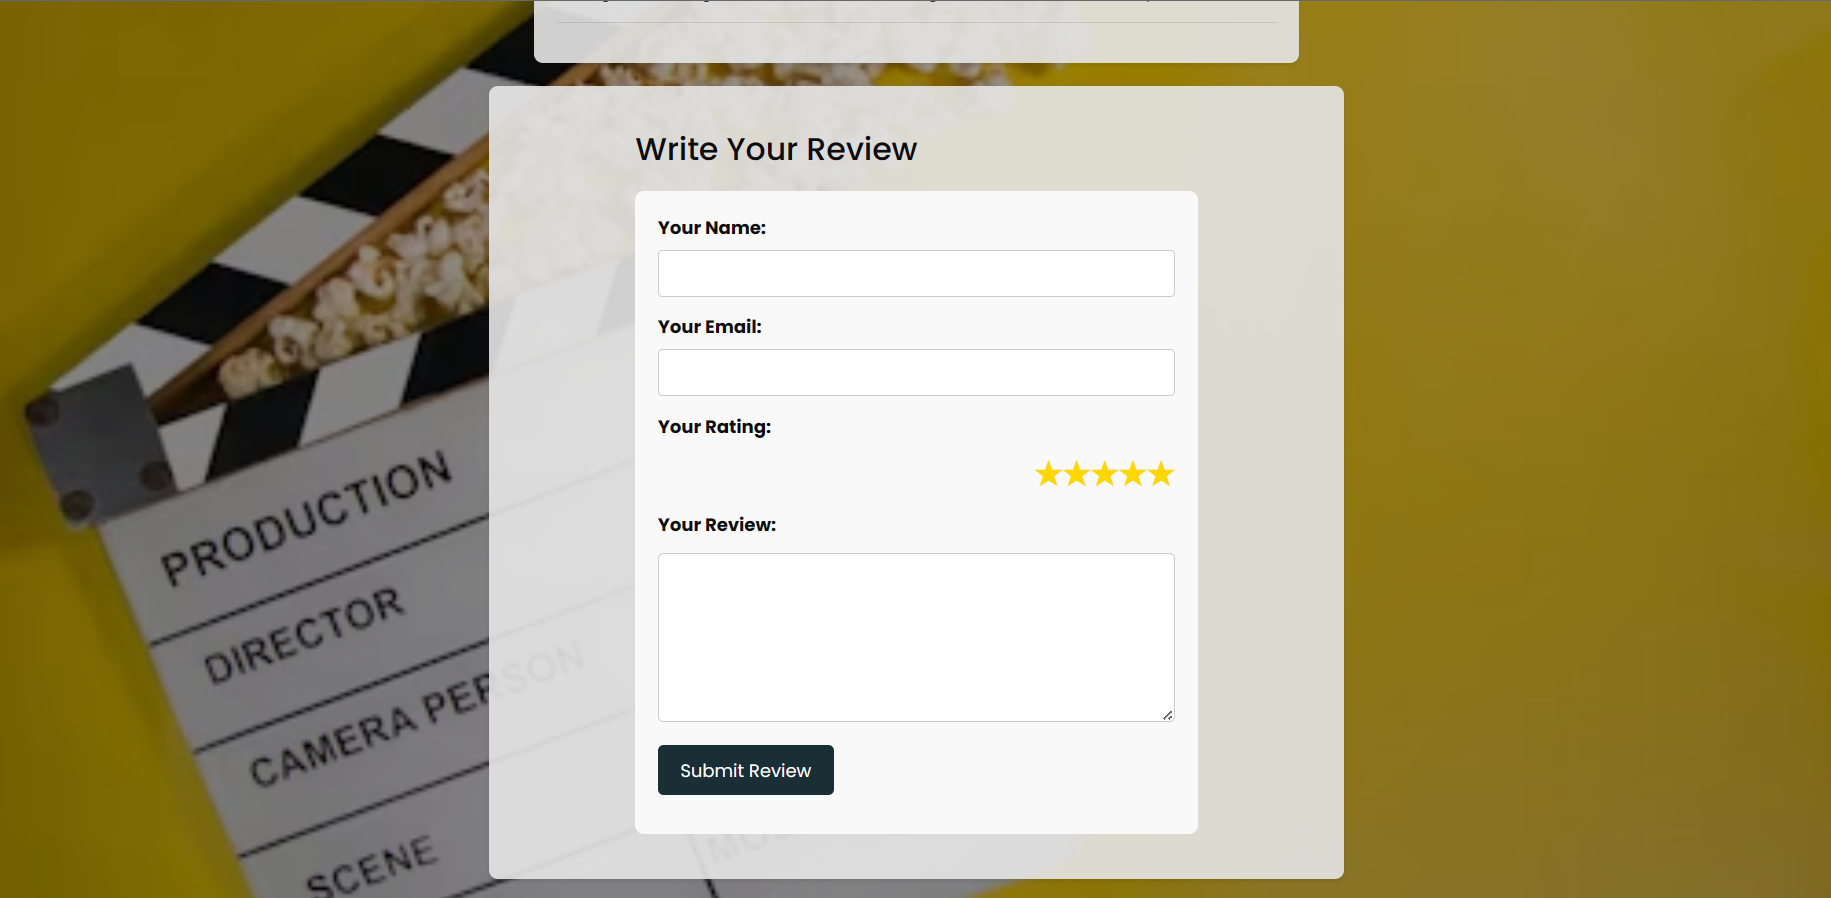 Write Your Review
Your Name:
Your Email:
Your Rating:
Your Review:
Submit Review
PRODUCTION
DIRECTOR
CAMERA PERSON
SCENE